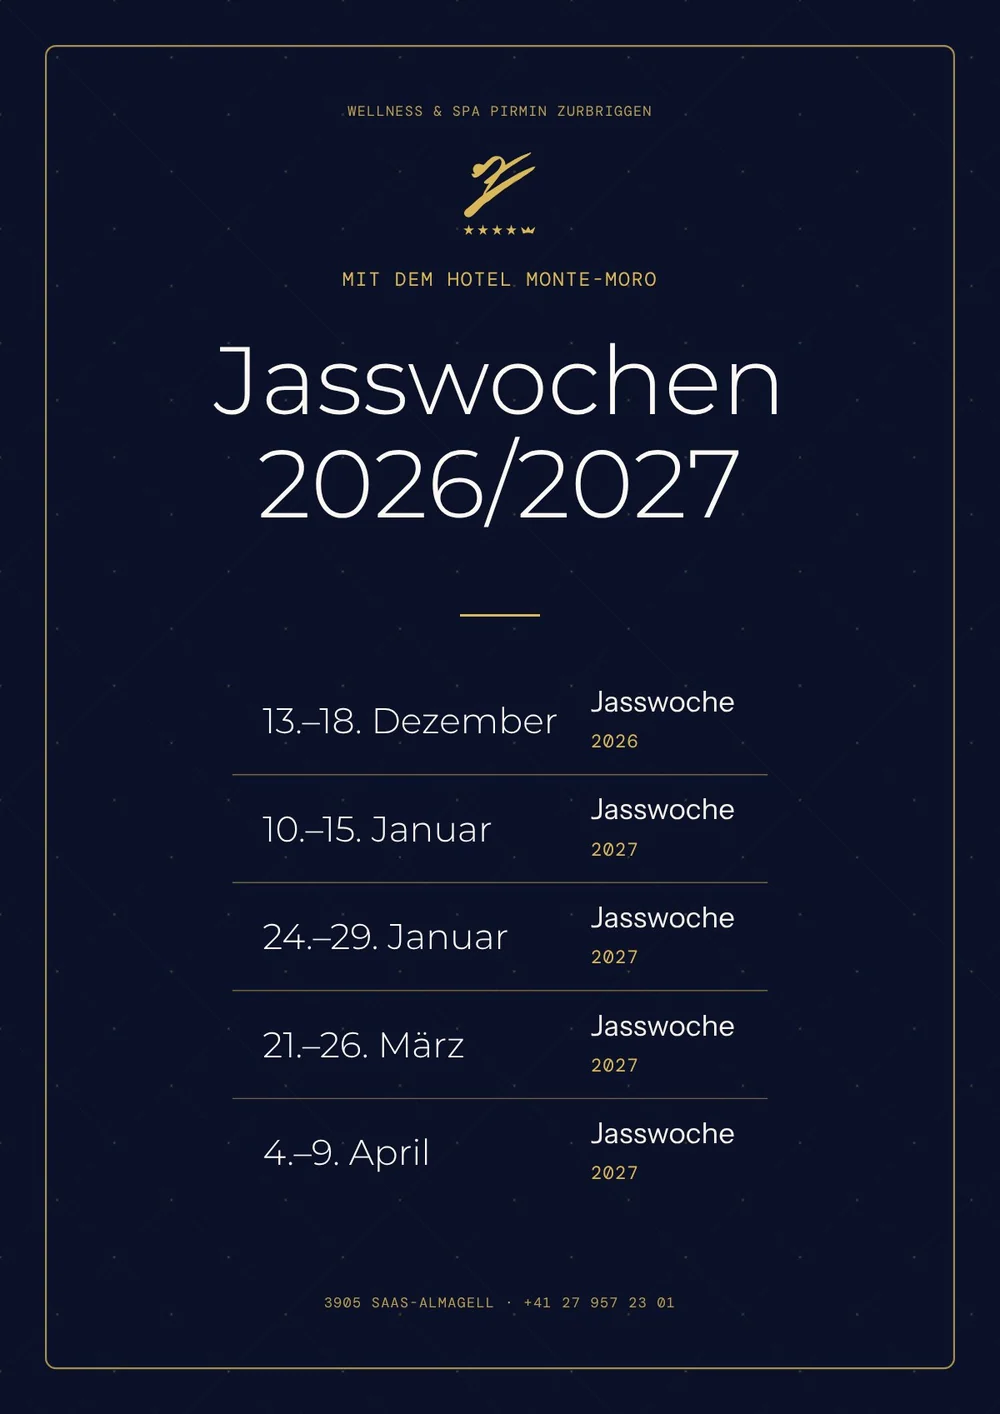 WELLNESS & SPA PIRMIN ZURBRIGGEN
MIT DEM HOTEL MONTE-MORO
Jasswochen
2026/2027
13.–18. Dezember
Jasswoche
2026
10.–15. Januar
Jasswoche
2027
24.–29. Januar
Jasswoche
2027
21.–26. März
Jasswoche
2027
4.–9. April
Jasswoche
2027
3905 SAAS-ALMAGELL · +41 27 957 23 01